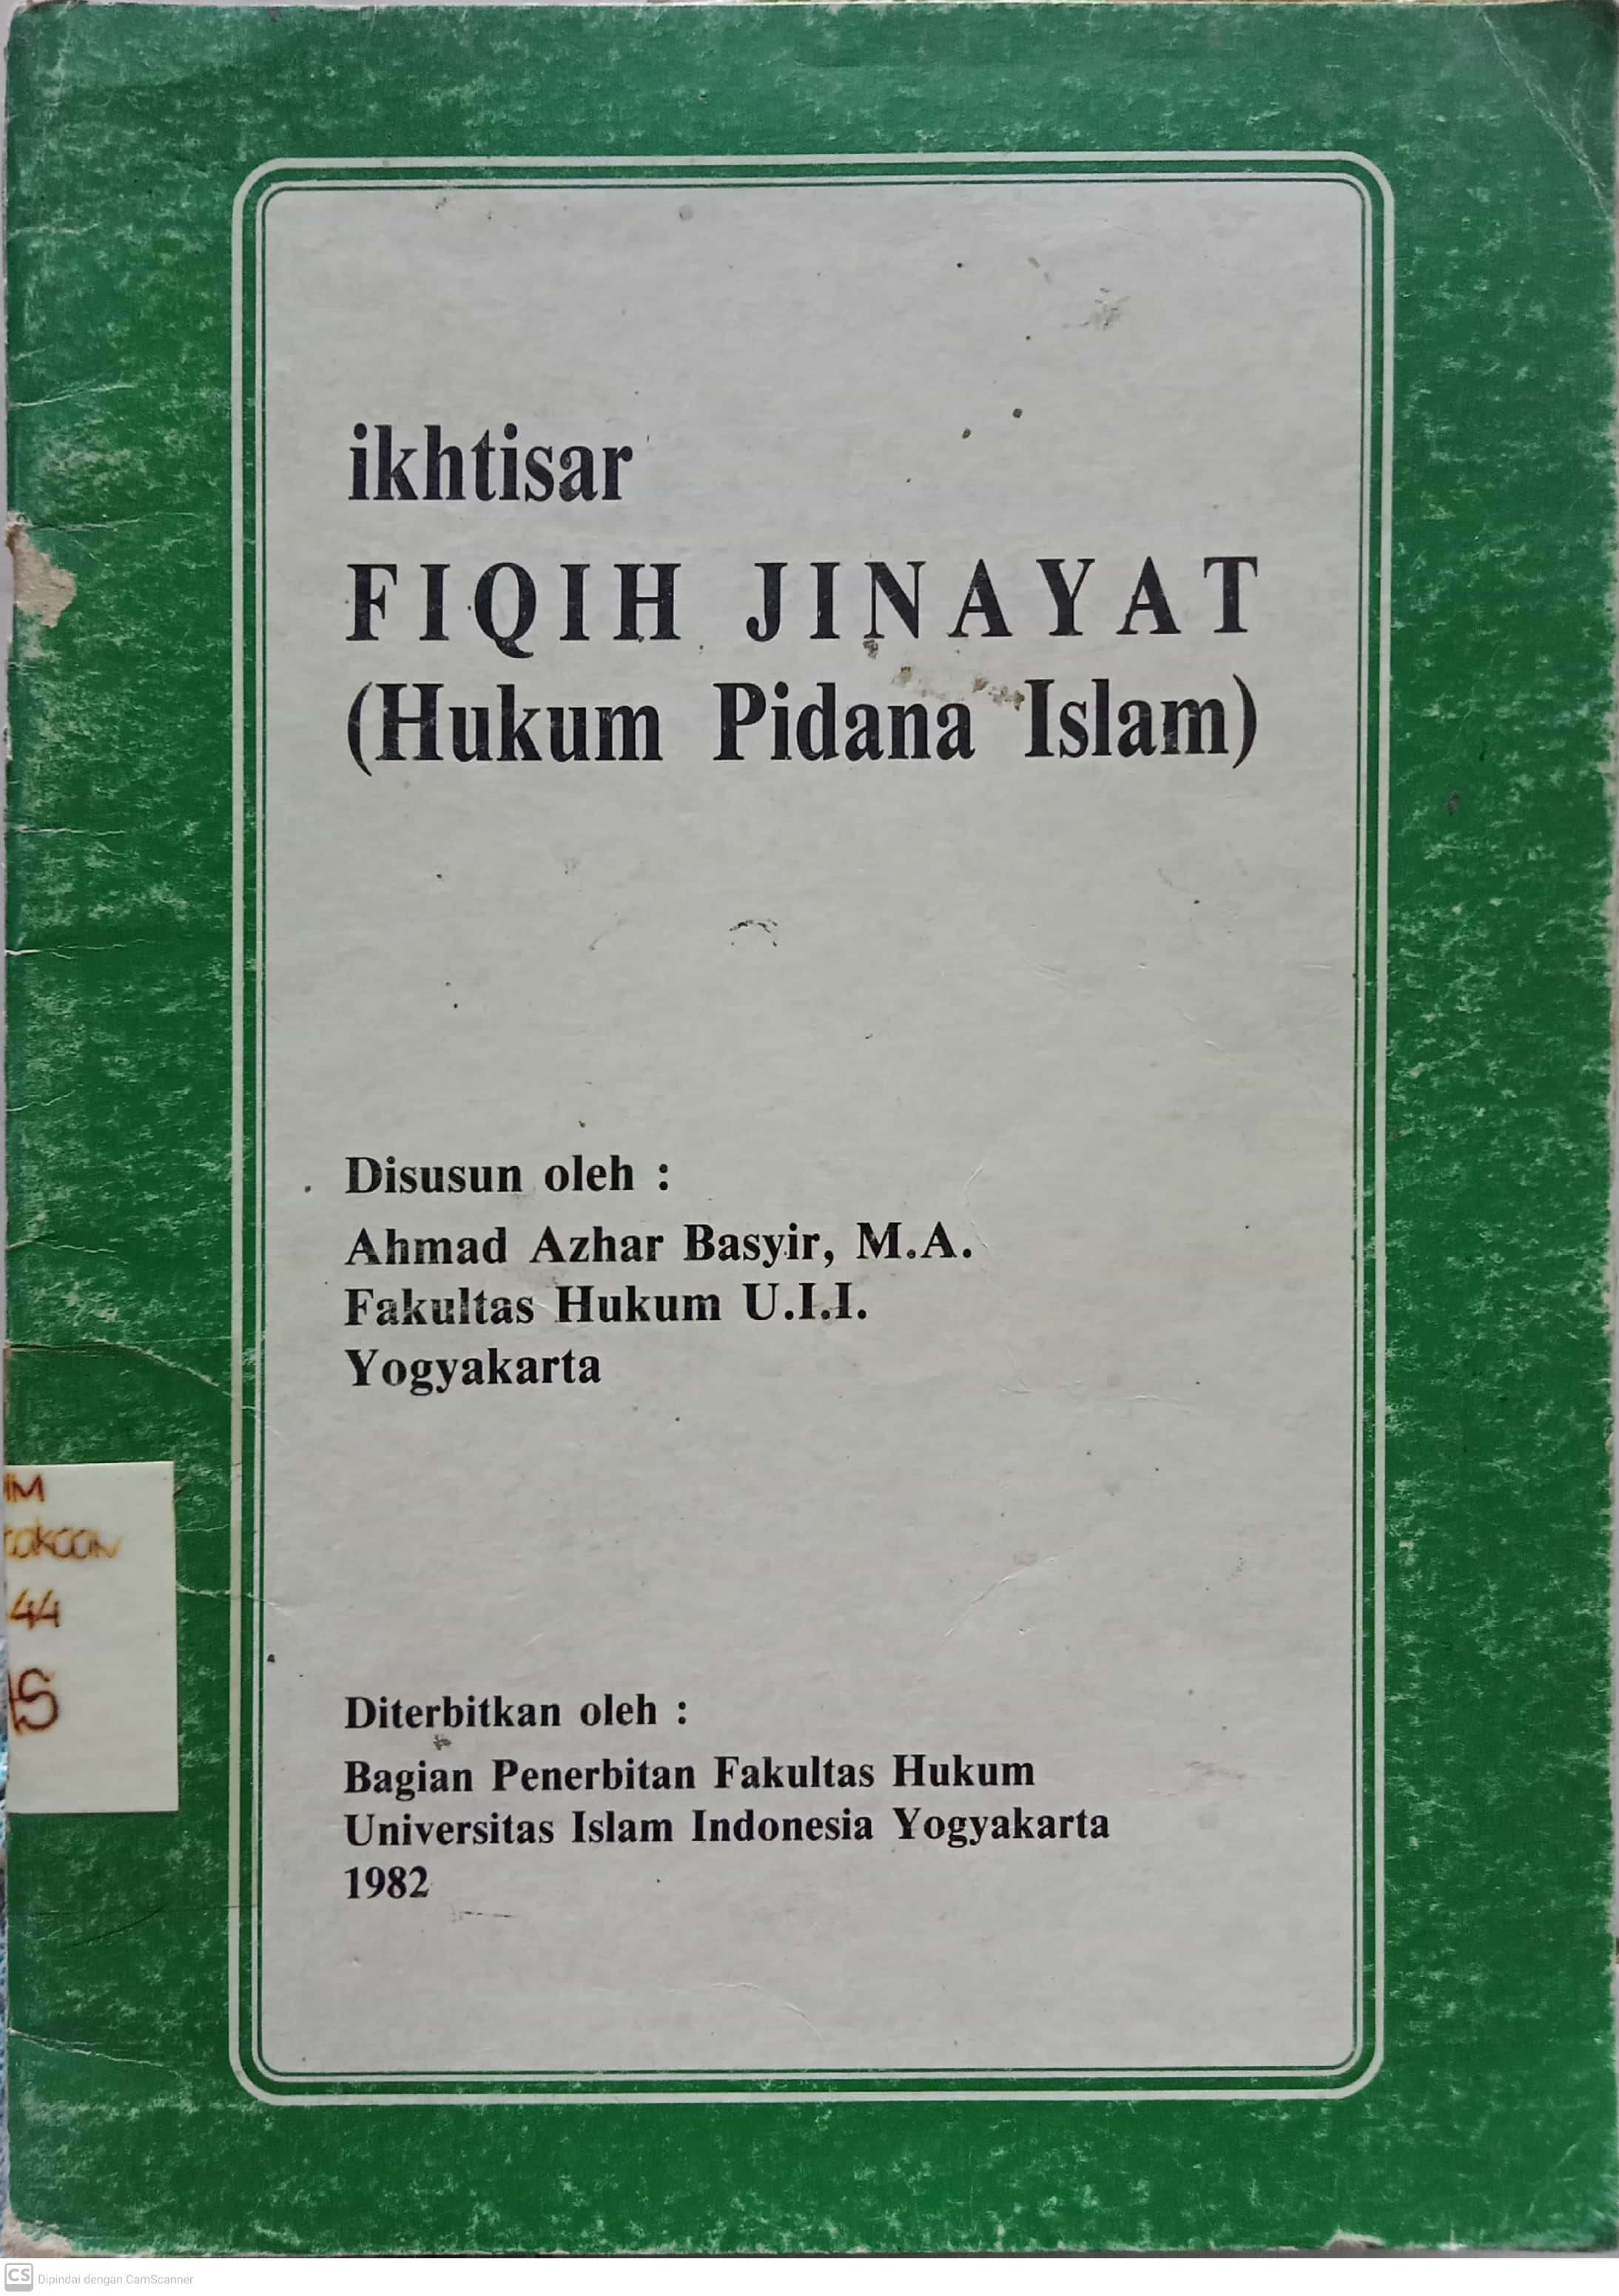 ikhtisar
FIQIH JINAYAT
(Hukum Pidana Islam)
Disusun oleh :
Ahmad Azhar Basyir, M.A.
Fakultas Hukum U.I.I.
Yogyakarta
44
Diterbitkan oleh :
Bagian Penerbitan Fakultas Hukum
Universitas Islam Indonesia Yogyakarta
1982
CS Dipindai dengan CamScanner